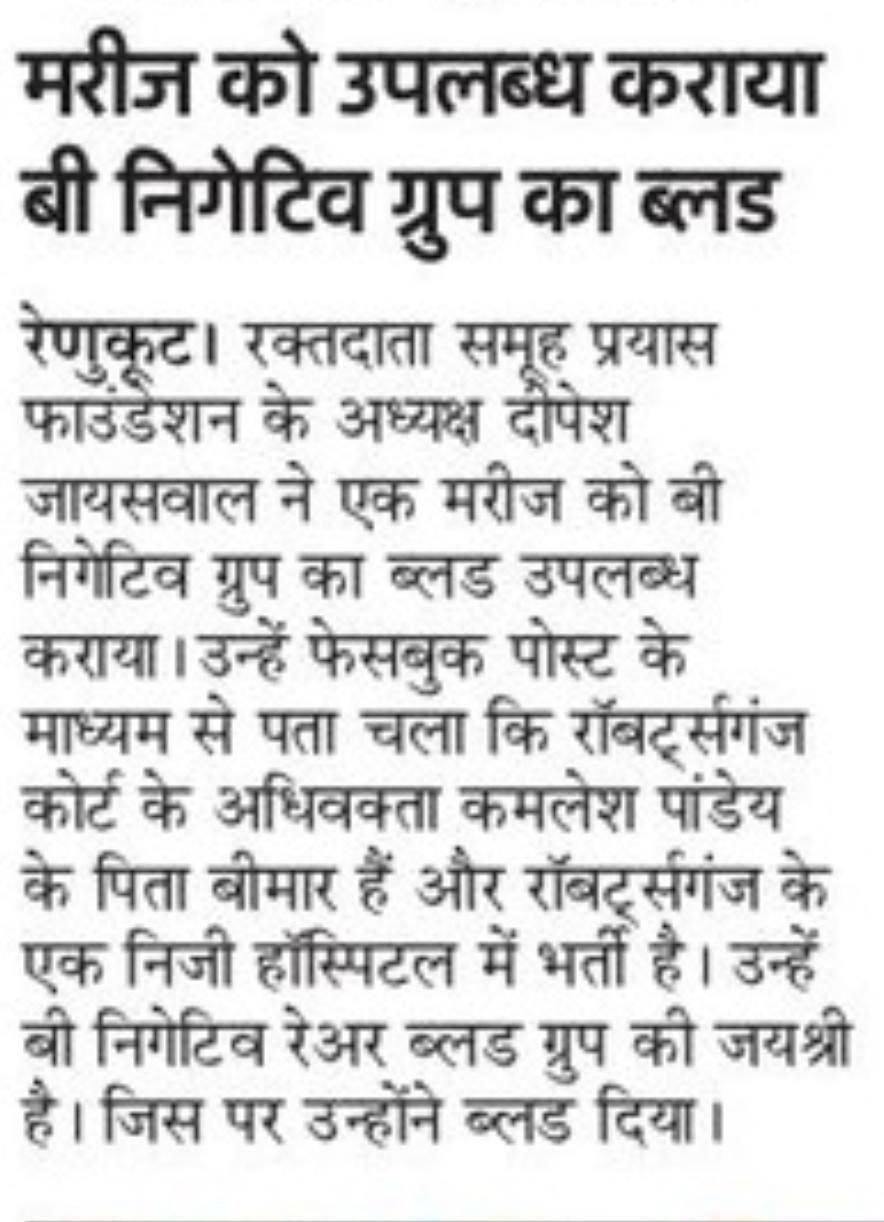 मरीज को उपलब्ध कराया
बी निगेटिव ग्रुप का ब्लड
रेणुकूट। रक्तदाता समूह प्रयास
फाउंडेशन के अध्यक्ष दीपेश
जायसवाल ने एक मरीज को बी
निगेटिव ग्रुप का ब्लड उपलब्ध
कराया। उन्हें फेसबुक पोस्ट के
माध्यम से पता चला कि रॉबर्ट्सगंज
कोर्ट के अधिवक्ता कमलेश पांडेय
के पिता बीमार हैं और रॉबर्ट्सगंज के
एक निजी हॉस्पिटल में भर्ती है। उन्हें
बी निगेटिव रेअर ब्लड ग्रुप की जयश्री
है। जिस पर उन्होंने ब्लड दिया।